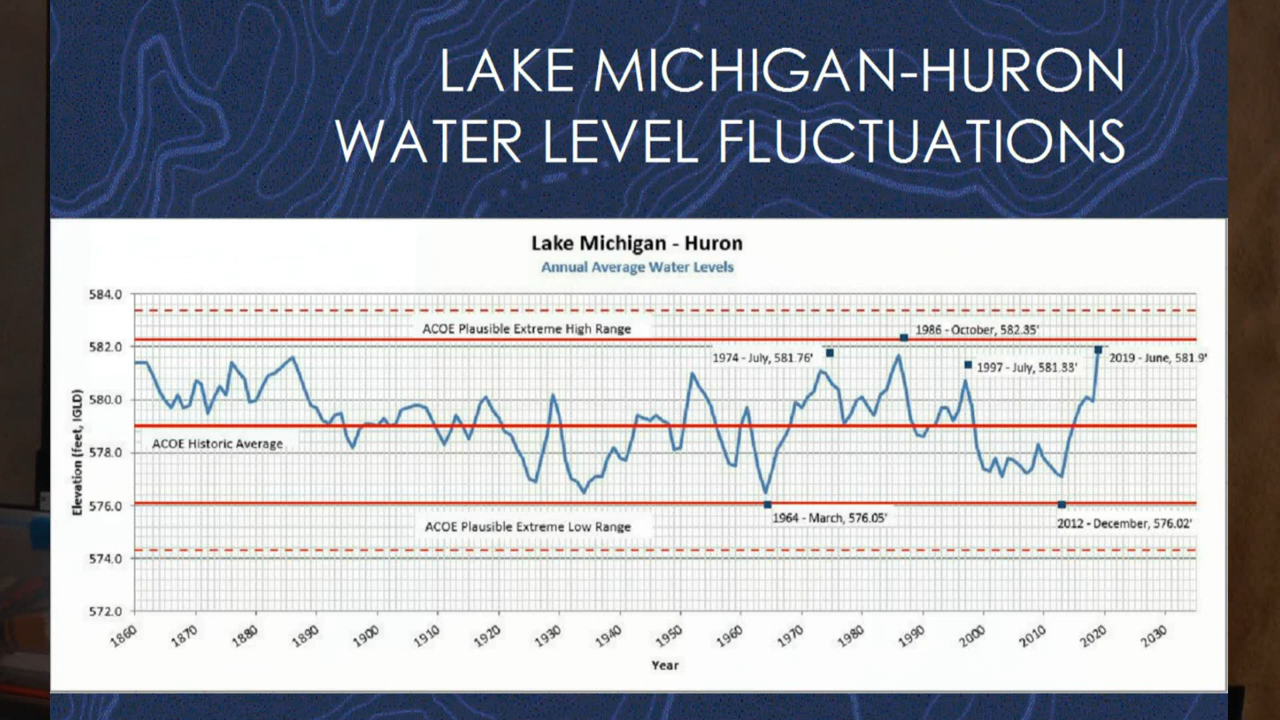 LAKE MICHIGAN-HURON
WATER LEVEL FLUCTUATIONS
Lake Michigan - Huron
Annual Average Water Levels
584.0
ACOE Plausible Extreme High Range
1986 - October, 582.35'
582.0
1974 - July, 581.76'
2019 - June, 581.9'
1997 - July, 581.33'
580.0
ACOE Historic Average
578.0
Elevation (feet, IGLD)
576.0
1964 - March, 576.05'
2012 - December, 576.02'
ACOE Plausible Extreme Low Range
574.0
572.0
1860 1870 1880 1890 1900 1910 1920 1930 1940 1950 1960 1970 1980 1990 2000 2010 2020 2030
Year